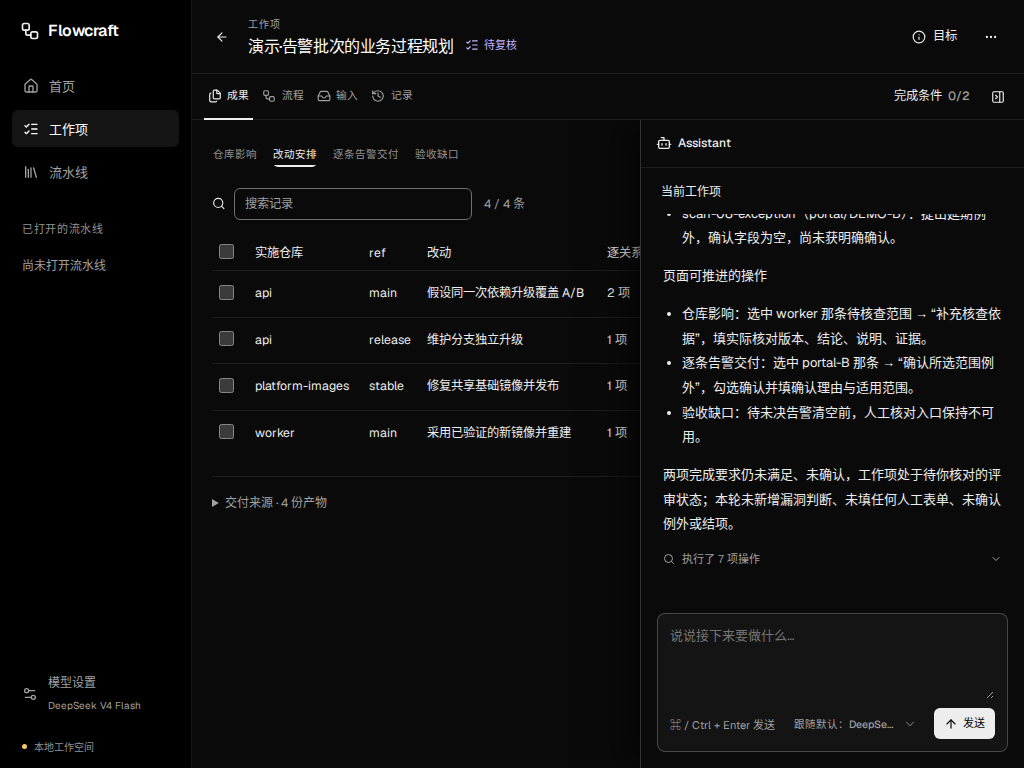 Flowcraft
首页
工作项
流水线
已打开的流水线
尚未打开流水线
模型设置
DeepSeek V4 Flash
本地工作空间
工作项
演示·告警批次的业务过程规划 待复核
目标
成果 流程 输入 记录
完成条件 0/2
仓库影响 改动安排 逐条告警交付 验收缺口
搜索记录 4 / 4 条
实施仓库 ref 改动 逐关系
api main 假设同一次依赖升级覆盖 A/B 2 项
api release 维护分支独立升级 1 项
platform-images stable 修复共享基础镜像并发布 1 项
worker main 采用已验证的新镜像并重建 1 项
交付来源 · 4 份产物
Assistant
当前工作项
scan-08-exception（portal/DEMO-B）：提出延期例
外，确认字段为空，尚未获明确确认。
页面可推进的操作
仓库影响：选中 worker 那条待核查范围 → “补充核查依
据”，填实际核对版本、结论、说明、证据。
逐条告警交付：选中 portal-B 那条 → “确认所选范围例
外”，勾选确认并填确认理由与适用范围。
验收缺口：待未决告警清空前，人工核对入口保持不可
用。
两项完成要求仍未满足、未确认，工作项处于待你核对的评
审状态；本轮未新增漏洞判断、未填任何人工表单、未确认
例外或结项。
执行了 7 项操作
说说接下来要做什么…
⌘ / Ctrl + Enter 发送 跟随默认：DeepSe… 发送